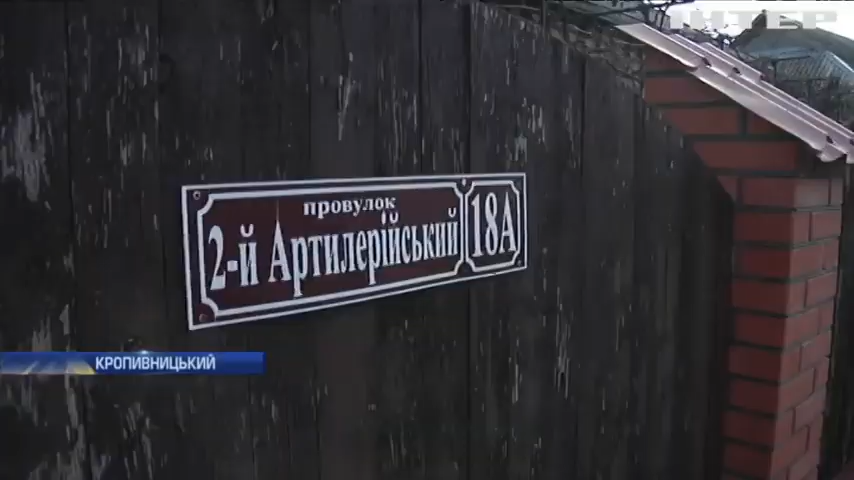 ІНТЕР
провулок
2-й Артилерійський 18А
КРОПИВНИЦЬКИЙ